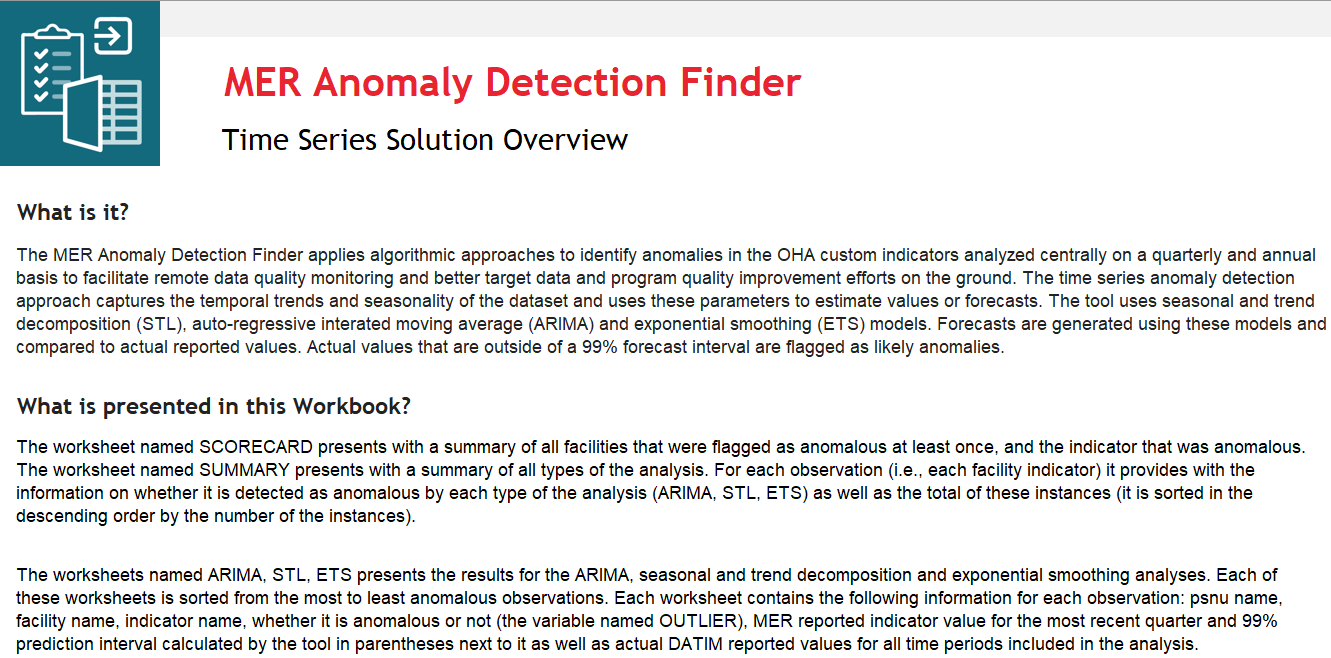 MER Anomaly Detection Finder
Time Series Solution Overview
What is it?
The MER Anomaly Detection Finder applies algorithmic approaches to identify anomalies in the OHA custom indicators analyzed centrally on a quarterly and annual
basis to facilitate remote data quality monitoring and better target data and program quality improvement efforts on the ground. The time series anomaly detection
approach captures the temporal trends and seasonality of the dataset and uses these parameters to estimate values or forecasts. The tool uses seasonal and trend
decomposition (STL), auto-regressive interated moving average (ARIMA) and exponential smoothing (ETS) models. Forecasts are generated using these models and
compared to actual reported values. Actual values that are outside of a 99% forecast interval are flagged as likely anomalies.
What is presented in this Workbook?
The worksheet named SCORECARD presents with a summary of all facilities that were flagged as anomalous at least once, and the indicator that was anomalous.
The worksheet named SUMMARY presents with a summary of all types of the analysis. For each observation (i.e., each facility indicator) it provides with the
information on whether it is detected as anomalous by each type of the analysis (ARIMA, STL, ETS) as well as the total of these instances (it is sorted in the
descending order by the number of the instances).
The worksheets named ARIMA, STL, ETS presents the results for the ARIMA, seasonal and trend decomposition and exponential smoothing analyses. Each of
these worksheets is sorted from the most to least anomalous observations. Each worksheet contains the following information for each observation: psnu name,
facility name, indicator name, whether it is anomalous or not (the variable named OUTLIER), MER reported indicator value for the most recent quarter and 99%
prediction interval calculated by the tool in parentheses next to it as well as actual DATIM reported values for all time periods included in the analysis.